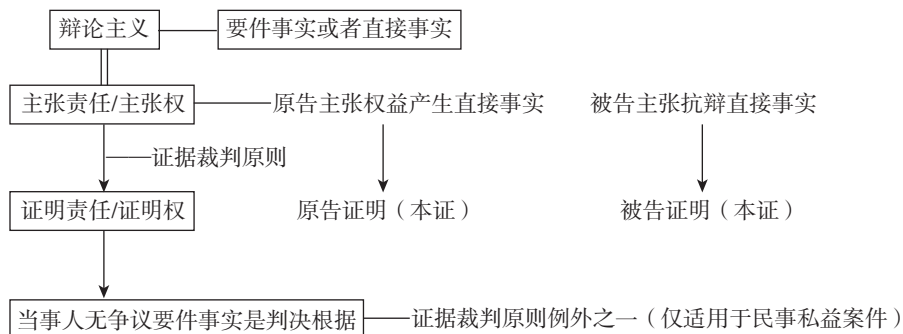 辩论主义 要件事实或者直接事实
主张责任/主张权 原告主张权益产生直接事实 被告主张抗辩直接事实
证据裁判原则
证明责任/证明权 原告证明（本证） 被告证明（本证）
当事人无争议要件事实是判决根据 证据裁判原则例外之一（仅适用于民事私益案件）